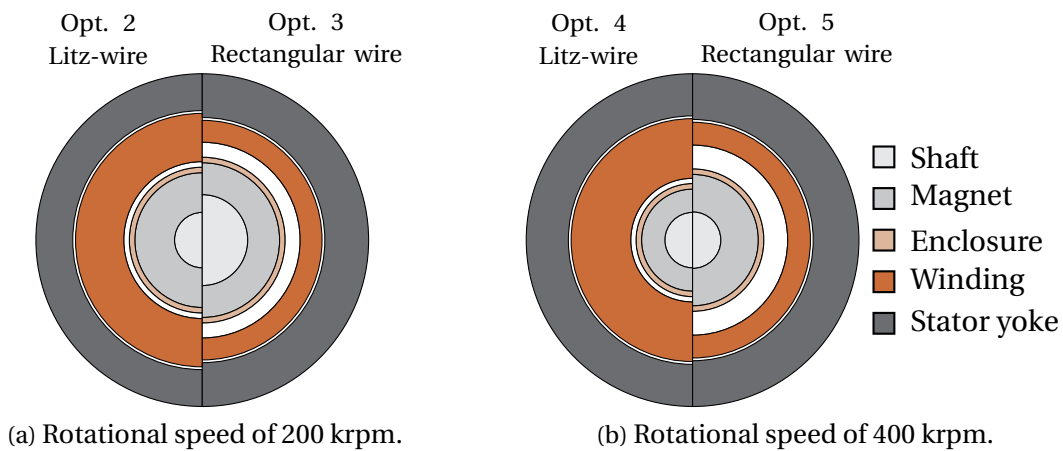 Opt. 2
Litz-wire
Opt. 3
Rectangular wire
Opt. 4
Litz-wire
Opt. 5
Rectangular wire
Shaft
Magnet
Enclosure
Winding
Stator yoke
(a) Rotational speed of 200 krpm.
(b) Rotational speed of 400 krpm.